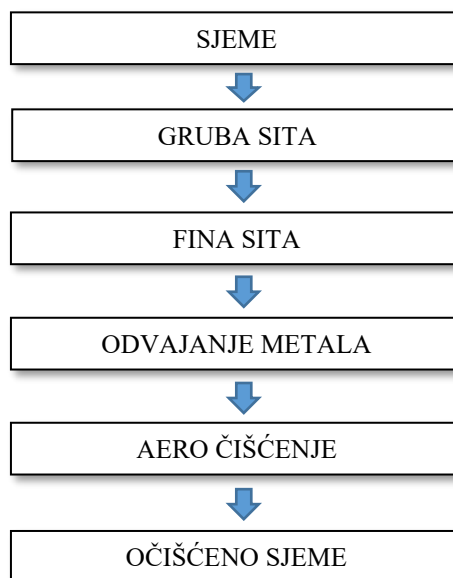 SJEME
GRUBA SITA
FINA SITA
ODVAJANJE METALA
AERO ČIŠĆENJE
OČIŠĆENO SJEME